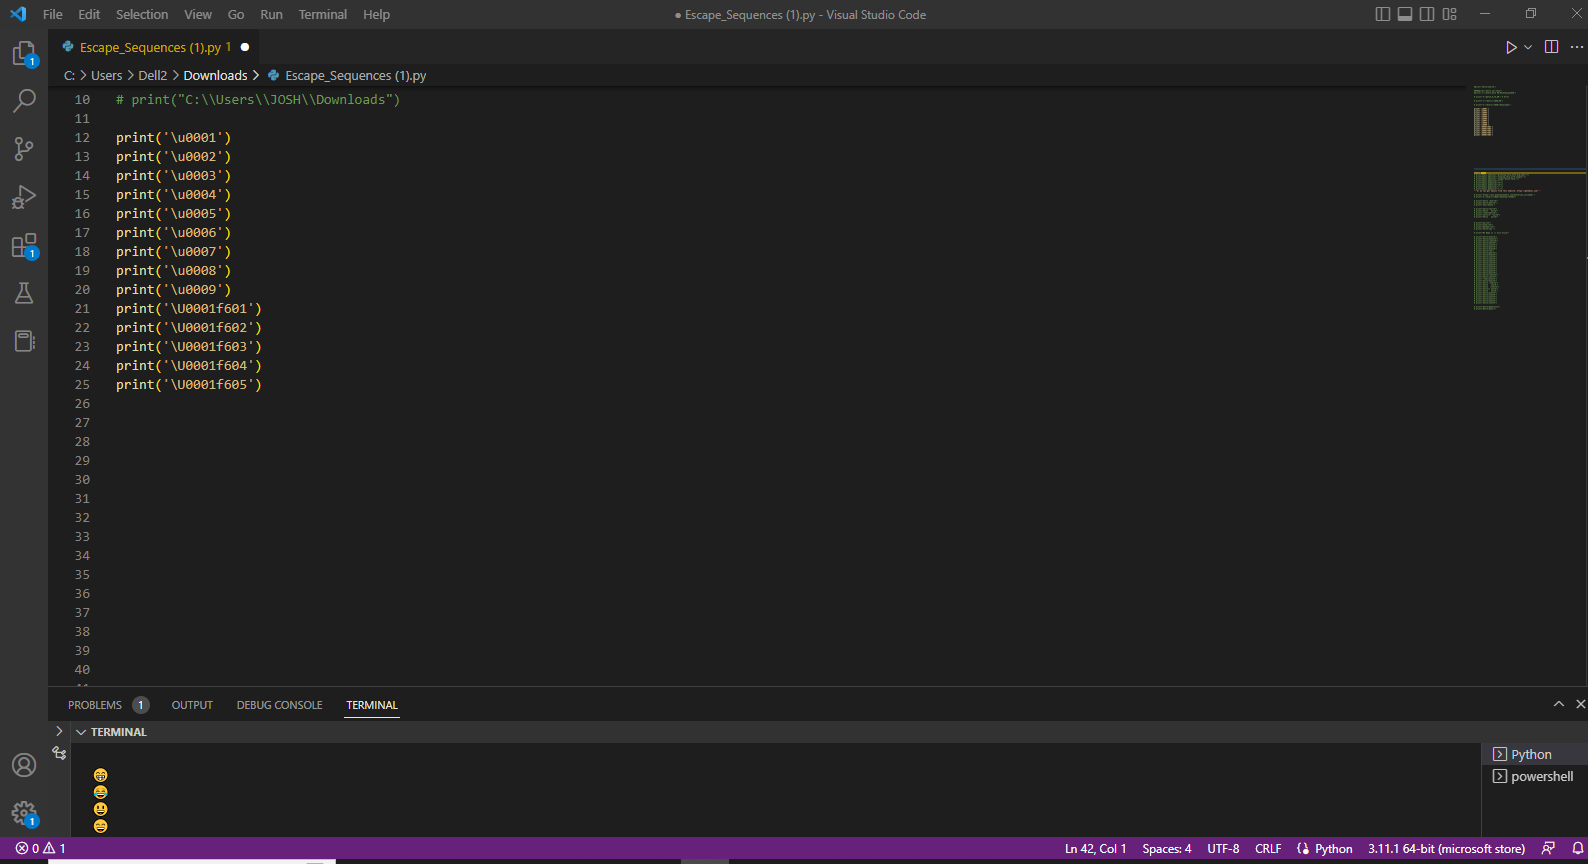 File Edit Selection View Go Run Terminal Help
● Escape_Sequences (1).py - Visual Studio Code
Escape_Sequences (1).py 1 ●
C: > Users > Dell2 > Downloads > Escape_Sequences (1).py
10 # print("C:\\Users\\JOSH\\Downloads")
11
12 print('\u0001')
13 print('\u0002')
14 print('\u0003')
15 print('\u0004')
16 print('\u0005')
17 print('\u0006')
18 print('\u0007')
19 print('\u0008')
20 print('\u0009')
21 print('\U0001f601')
22 print('\U0001f602')
23 print('\U0001f603')
24 print('\U0001f604')
25 print('\U0001f605')
26
27
28
29
30
31
32
33
34
35
36
37
38
39
40
PROBLEMS 1 OUTPUT DEBUG CONSOLE TERMINAL
TERMINAL
😁
😂
😃
😄
Python
powershell
1
1
1
0 1
Ln 42, Col 1 Spaces: 4 UTF-8 CRLF Python 3.11.1 64-bit (microsoft store)